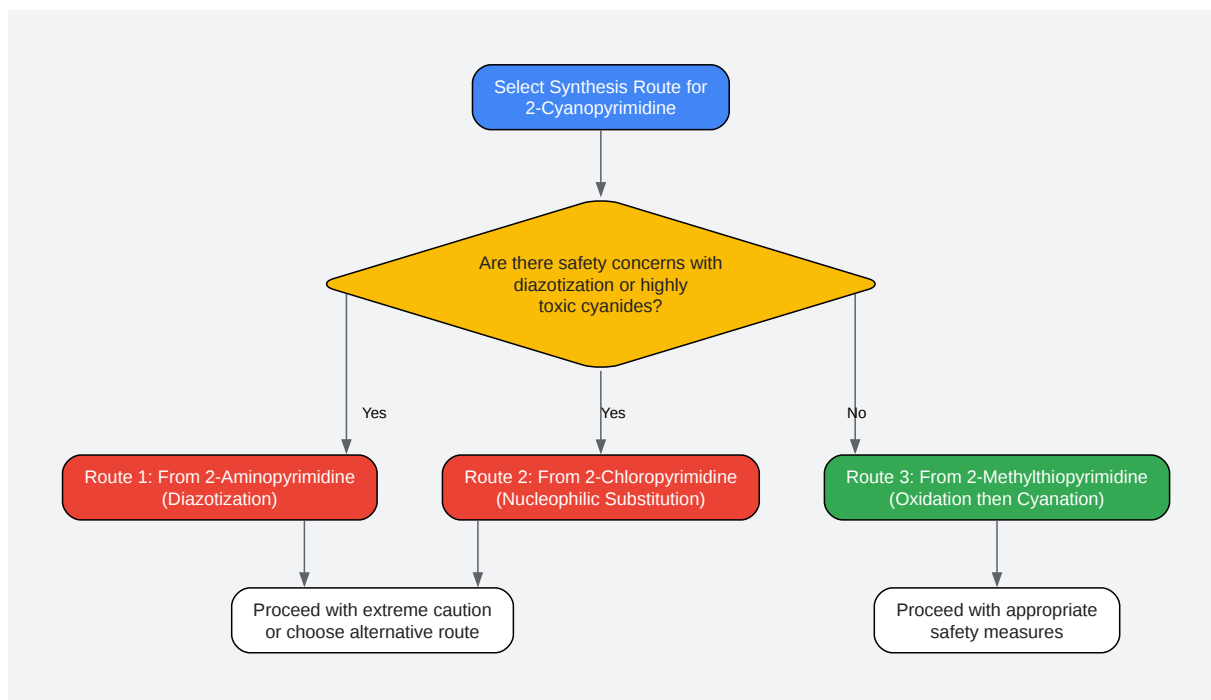 Select Synthesis Route for
2-Cyanopyrimidine
Are there safety concerns with
diazotization or highly
toxic cyanides?
Yes
Yes
No
Route 1: From 2-Aminopyrimidine
(Diazotization)
Route 2: From 2-Chloropyrimidine
(Nucleophilic Substitution)
Route 3: From 2-Methylthiopyrimidine
(Oxidation then Cyanation)
Proceed with extreme caution
or choose alternative route
Proceed with appropriate
safety measures